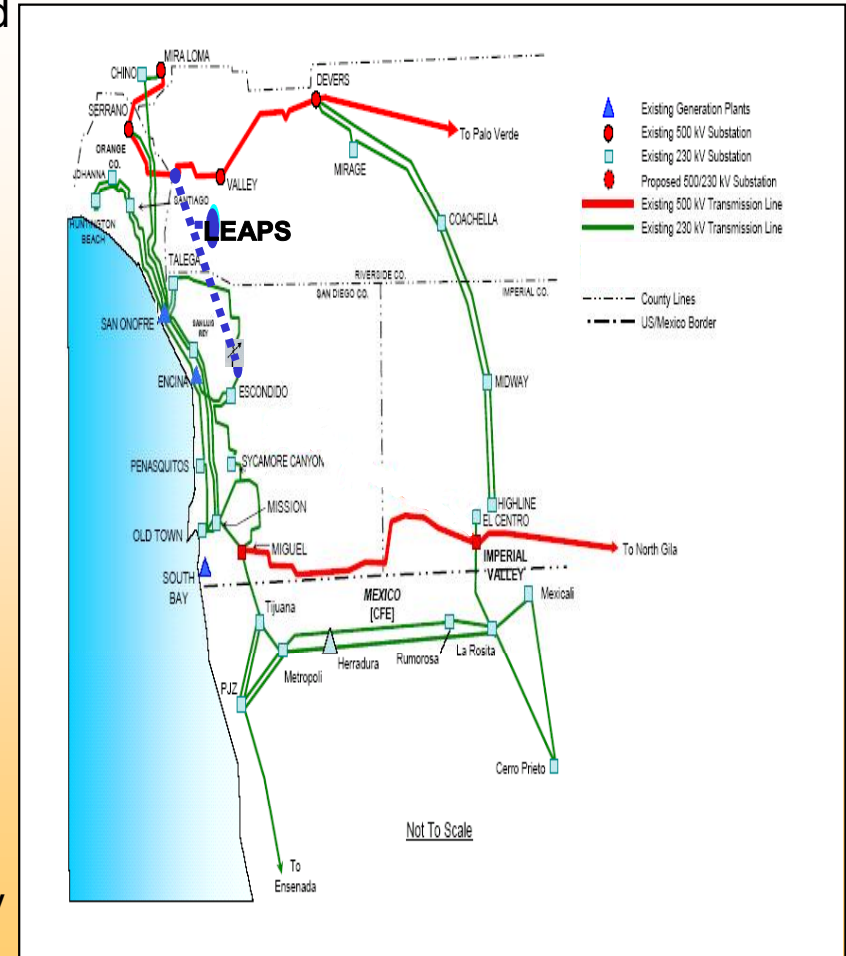 d
MIRA LOMA
CHINO
DEVERS
SERRANO
To Palo Verde
ORANGE
CO.
MIRAGE
JOHANNA
VALLEY
SANTIAGO
HUNTINGTON
BEACH
COACHELLA
LEAPS
TALEGA
RIVERSIDE CO.
SAN DIEGO CO.
IMPERIAL CO.
SAN ONOFRE
SAN LUIS
REY
ENCINA
ESCONDIDO
MIDWAY
PENASQUITOS
SYCAMORE CANYON
MISSION
HIGHLINE
EL CENTRO
OLD TOWN
MIGUEL
To North Gila
IMPERIAL
VALLEY
SOUTH
BAY
MEXICO
[CFE]
Mexicali
Tijuana
Metropoli
Herradura
Rumorosa
La Rosita
PJZ
Cerro Prieto
Not To Scale
To
Ensenada
Existing Generation Plants
Existing 500 kV Substation
Existing 230 kV Substation
Proposed 500/230 kV Substation
Existing 500 kV Transmission Line
Existing 230 kV Transmission Line
County Lines
US/Mexico Border